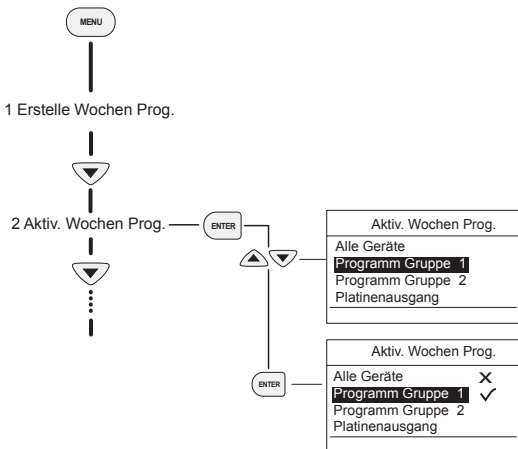 MENU
1 Erstelle Wochen Prog.
2 Aktiv. Wochen Prog.
ENTER
Aktiv. Wochen Prog.
Alle Geräte
Programm Gruppe 1
Programm Gruppe 2
Platinenausgang
ENTER
Aktiv. Wochen Prog.
Alle Geräte X
Programm Gruppe 1 ✓
Programm Gruppe 2
Platinenausgang